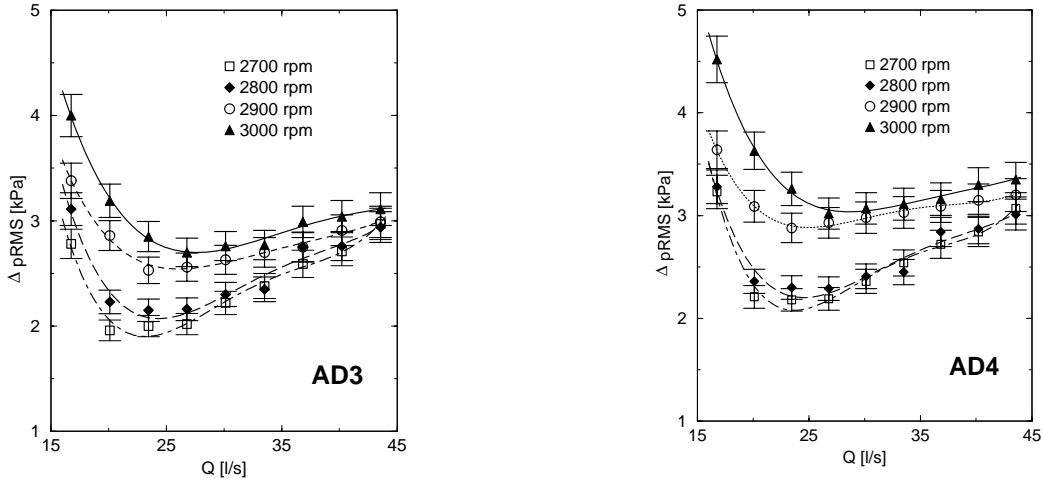 5
4
3
2
1
Δ pRMS [kPa]
2700 rpm
2800 rpm
2900 rpm
3000 rpm
AD3
15 25 35 45
Q [l/s]
5
4
3
2
1
Δ pRMS [kPa]
2700 rpm
2800 rpm
2900 rpm
3000 rpm
AD4
15 25 35 45
Q [l/s]